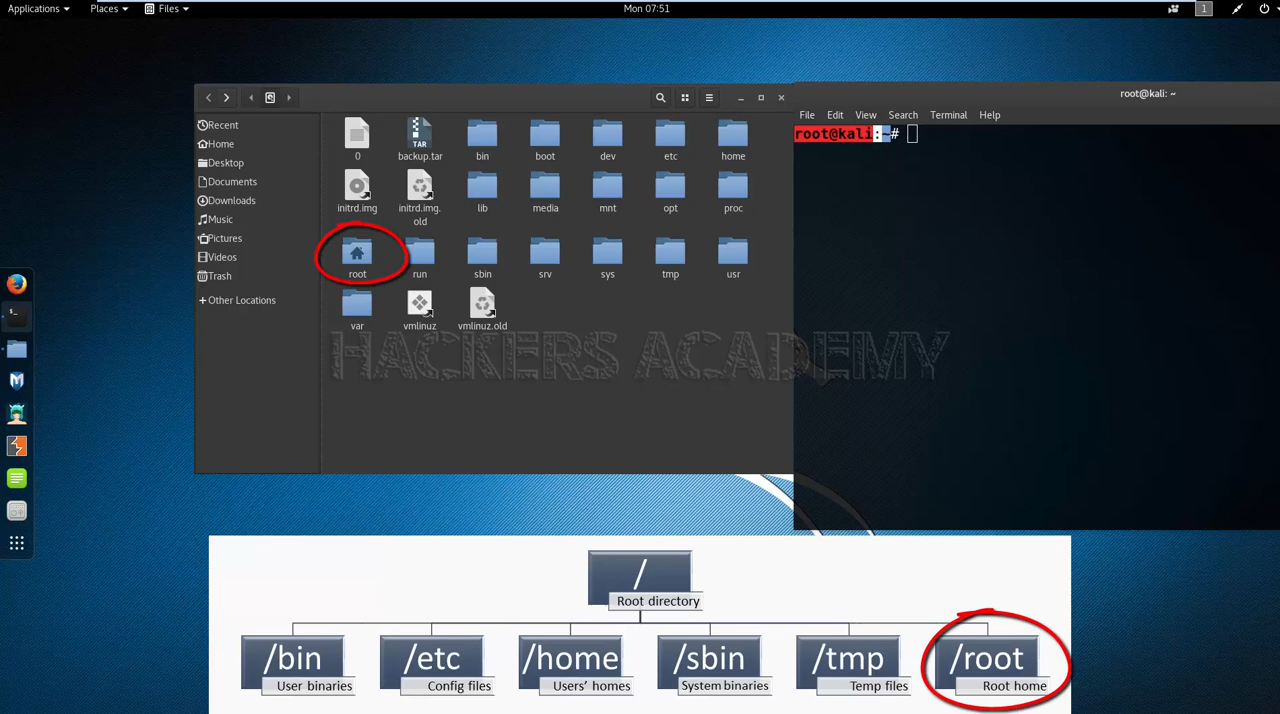 Applications Places Files Mon 07:51 1
root@kali: ~
File Edit View Search Terminal Help
root@kali:~#
Recent
Home
Desktop
Documents
Downloads
Music
Pictures
Videos
Trash
+ Other Locations
0 backup.tar bin boot dev etc home
TAR
initrd.img initrd.img. lib media mnt opt proc
old
root run sbin srv sys tmp usr
var vmlinuz vmlinuz.old
HACKERS ACADEMY
/
Root directory
/bin /etc /home /sbin /tmp /root
User binaries Config files Users’ homes System binaries Temp files Root home